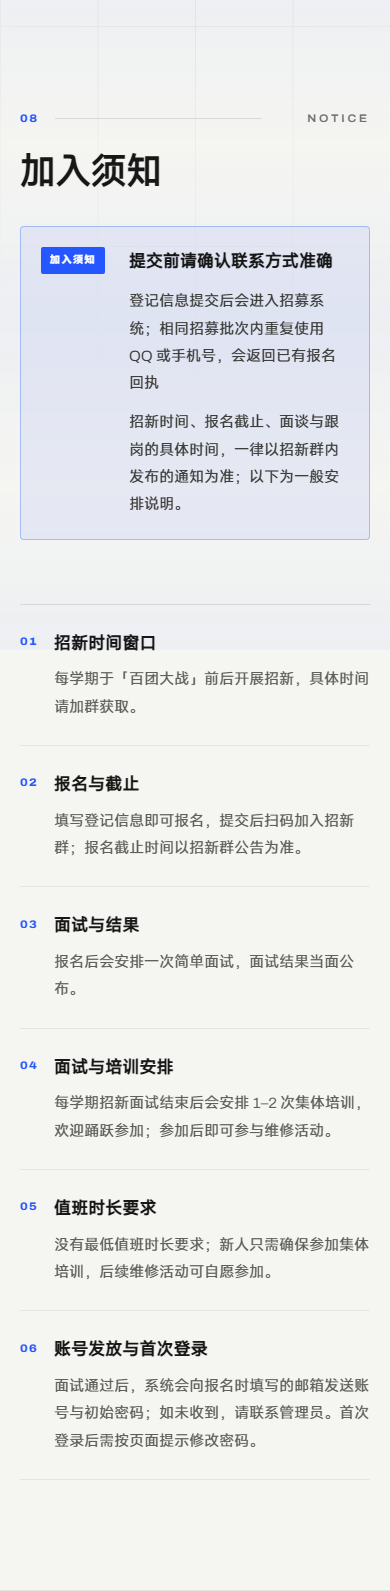 08 NOTICE
加入须知
加入须知 提交前请确认联系方式准确
登记信息提交后会进入招募系
统；相同招募批次内重复使用
QQ 或手机号，会返回已有报名
回执
招新时间、报名截止、面谈与跟
岗的具体时间，一律以招新群内
发布的通知为准；以下为一般安
排说明。
01 招新时间窗口
每学期于「百团大战」前后开展招新，具体时间
请加群获取。
02 报名与截止
填写登记信息即可报名，提交后扫码加入招新
群；报名截止时间以招新群公告为准。
03 面试与结果
报名后会安排一次简单面试，面试结果当面公
布。
04 面试与培训安排
每学期招新面试结束后会安排 1–2 次集体培训，
欢迎踊跃参加；参加后即可参与维修活动。
05 值班时长要求
没有最低值班时长要求；新人只需确保参加集体
培训，后续维修活动可自愿参加。
06 账号发放与首次登录
面试通过后，系统会向报名时填写的邮箱发送账
号与初始密码；如未收到，请联系管理员。首次
登录后需按页面提示修改密码。